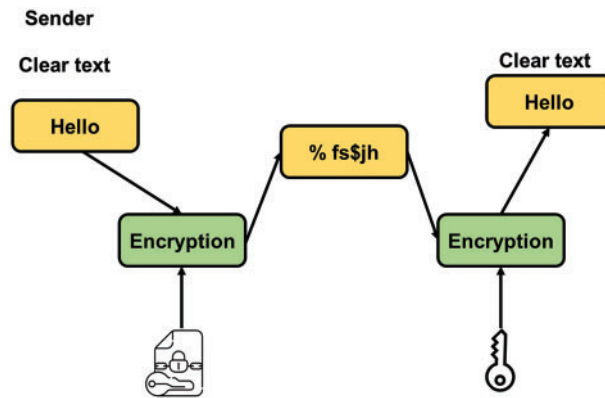 Sender
Clear text
Hello
Encryption
% fs$jh
Encryption
Clear text
Hello